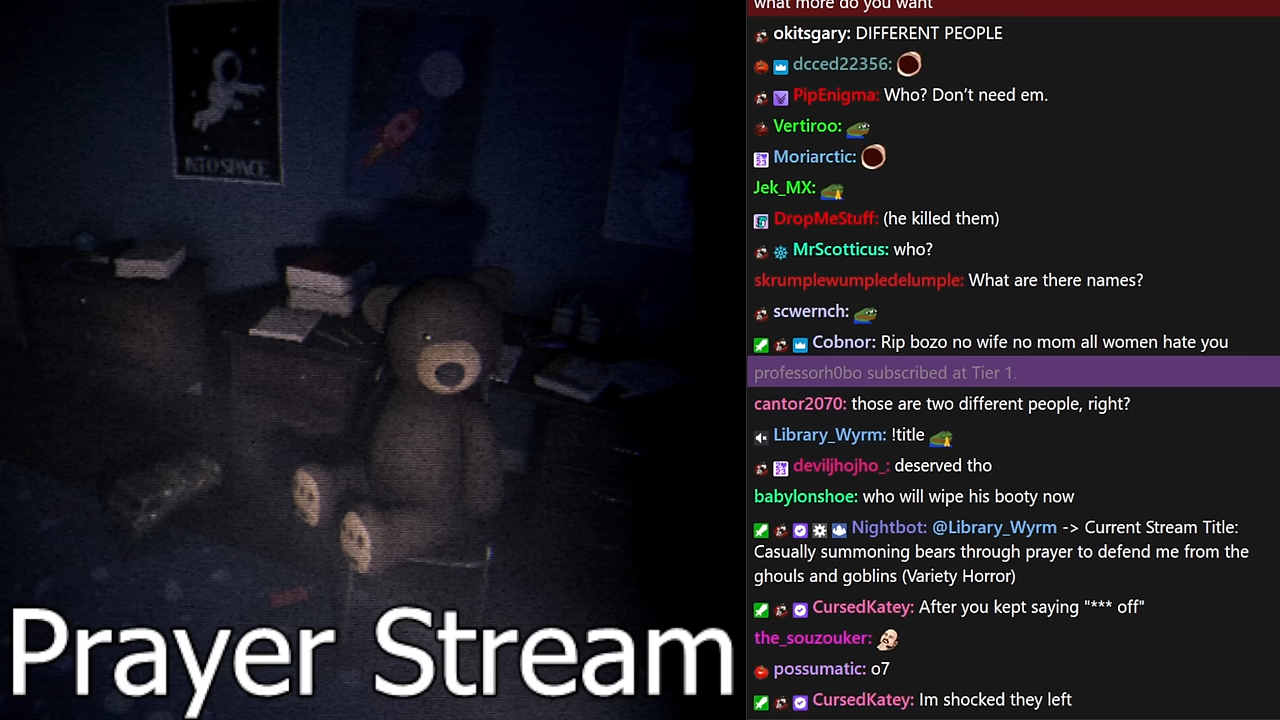 what more do you want
okitsgary: DIFFERENT PEOPLE
dcced22356:
PipEnigma: Who? Don’t need em.
Vertiroo:
Moriarctic:
Jek_MX:
DropMeStuff: (he killed them)
MrScotticus: who?
skrumplewumpledelumple: What are there names?
scwernch:
Cobnor: Rip bozo no wife no mom all women hate you
professorh0bo subscribed at Tier 1.
cantor2070: those are two different people, right?
Library_Wyrm: !title
deviljhojho_: deserved tho
babylonshoe: who will wipe his booty now
Nightbot: @Library_Wyrm -> Current Stream Title:
Casually summoning bears through prayer to defend me from the
ghouls and goblins (Variety Horror)
CursedKatey: After you kept saying "*** off"
the_souzouker:
possumatic: o7
CursedKatey: Im shocked they left
INTO SPACE
Prayer Stream